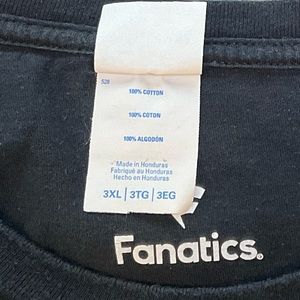 528
100% COTTON
100% COTON
100% ALGODÓN
Made in Honduras
Fabriqué au Honduras
Hecho en Honduras
3XL | 3TG | 3EG
Fanatics.